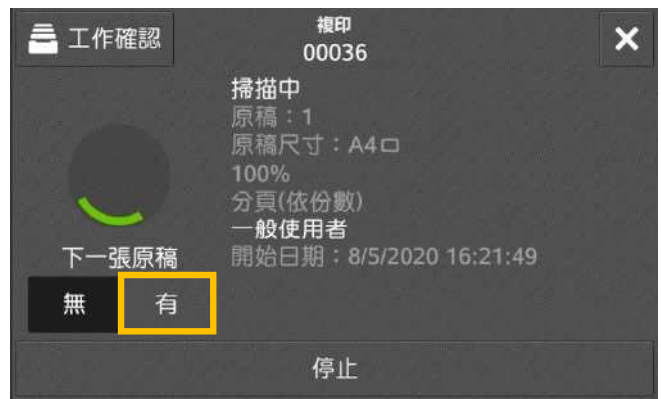 工作確認
複印
00036
掃描中
原稿：1
原稿尺寸：A4
100%
分頁(依份數)
一般使用者
開始日期：8/5/2020 16:21:49
下一張原稿
無
有
停止